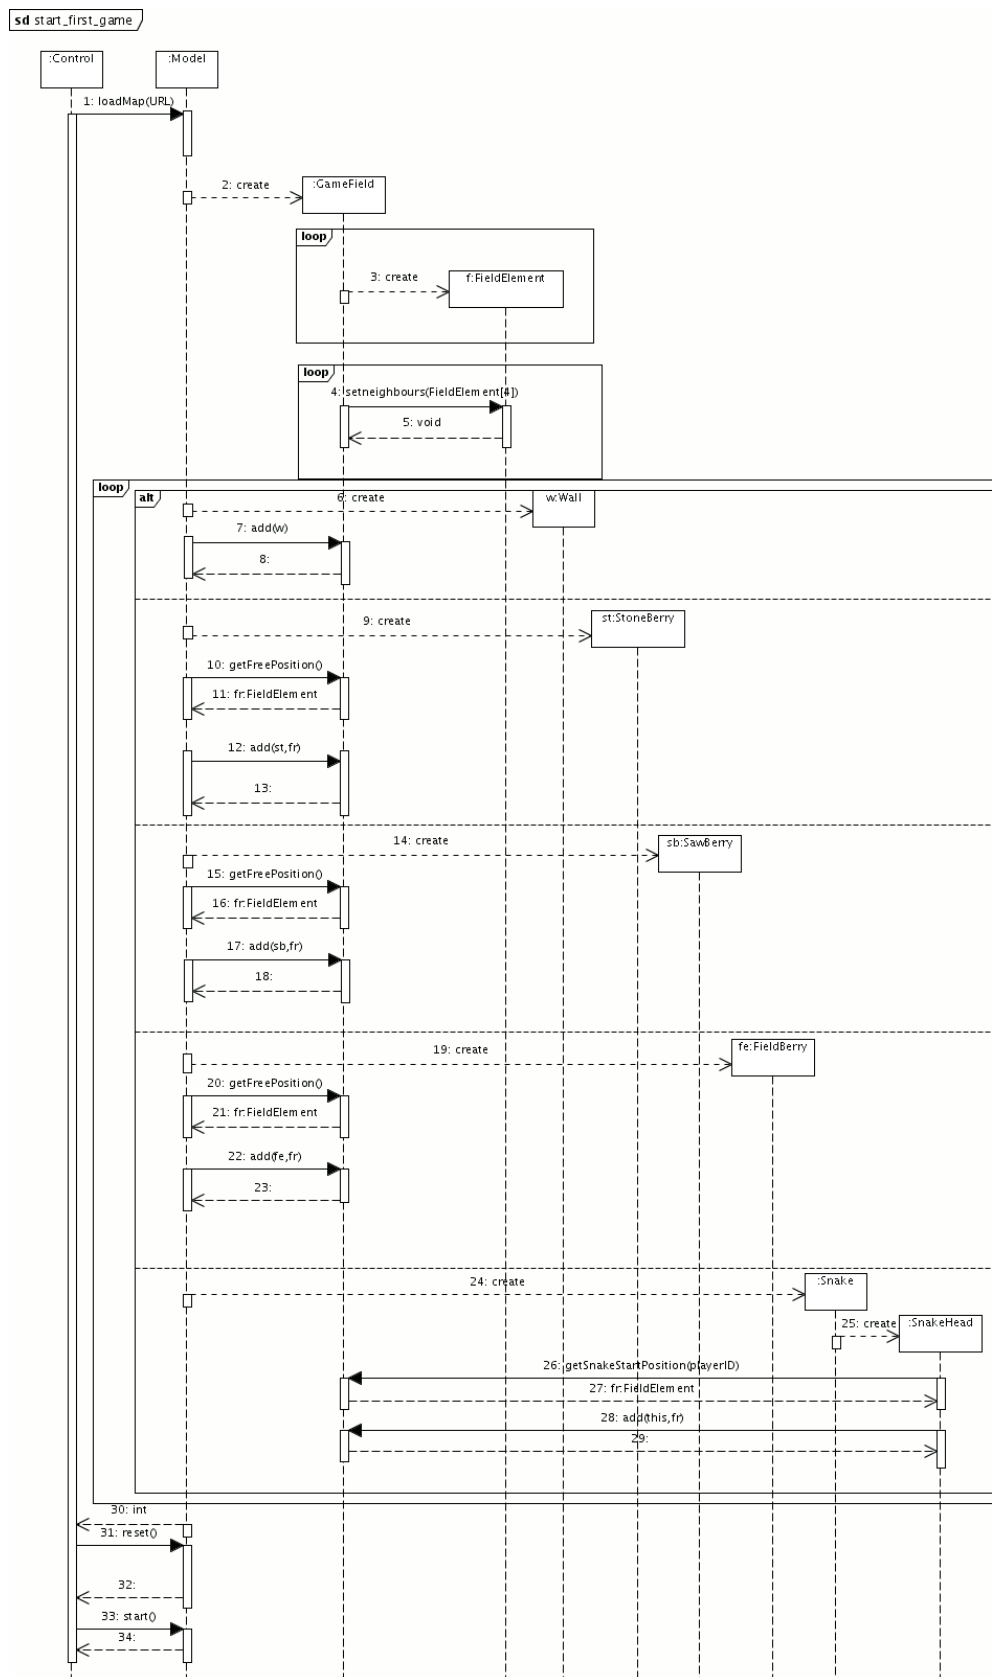 sd start_first_game
:Control
:Model
1: loadMap(URL)
2: create
:GameField
loop
3: create
f:FieldElement
loop
4: setneighbours(FieldElement[4])
5: void
loop
alt
6: create
w:Wall
7: add(w)
8:
9: create
st:StoneBerry
10: getFreePosition()
11: fr:FieldElement
12: add(st,fr)
13:
14: create
sb:SawBerry
15: getFreePosition()
16: fr:FieldElement
17: add(sb,fr)
18:
19: create
fe:FieldBerry
20: getFreePosition()
21: fr:FieldElement
22: add(fe,fr)
23:
24: create
:Snake
25: create
:SnakeHead
26: getSnakeStartPosition(playerID)
27: fr:FieldElement
28: add(this,fr)
29:
30: int
31: reset()
32:
33: start()
34: